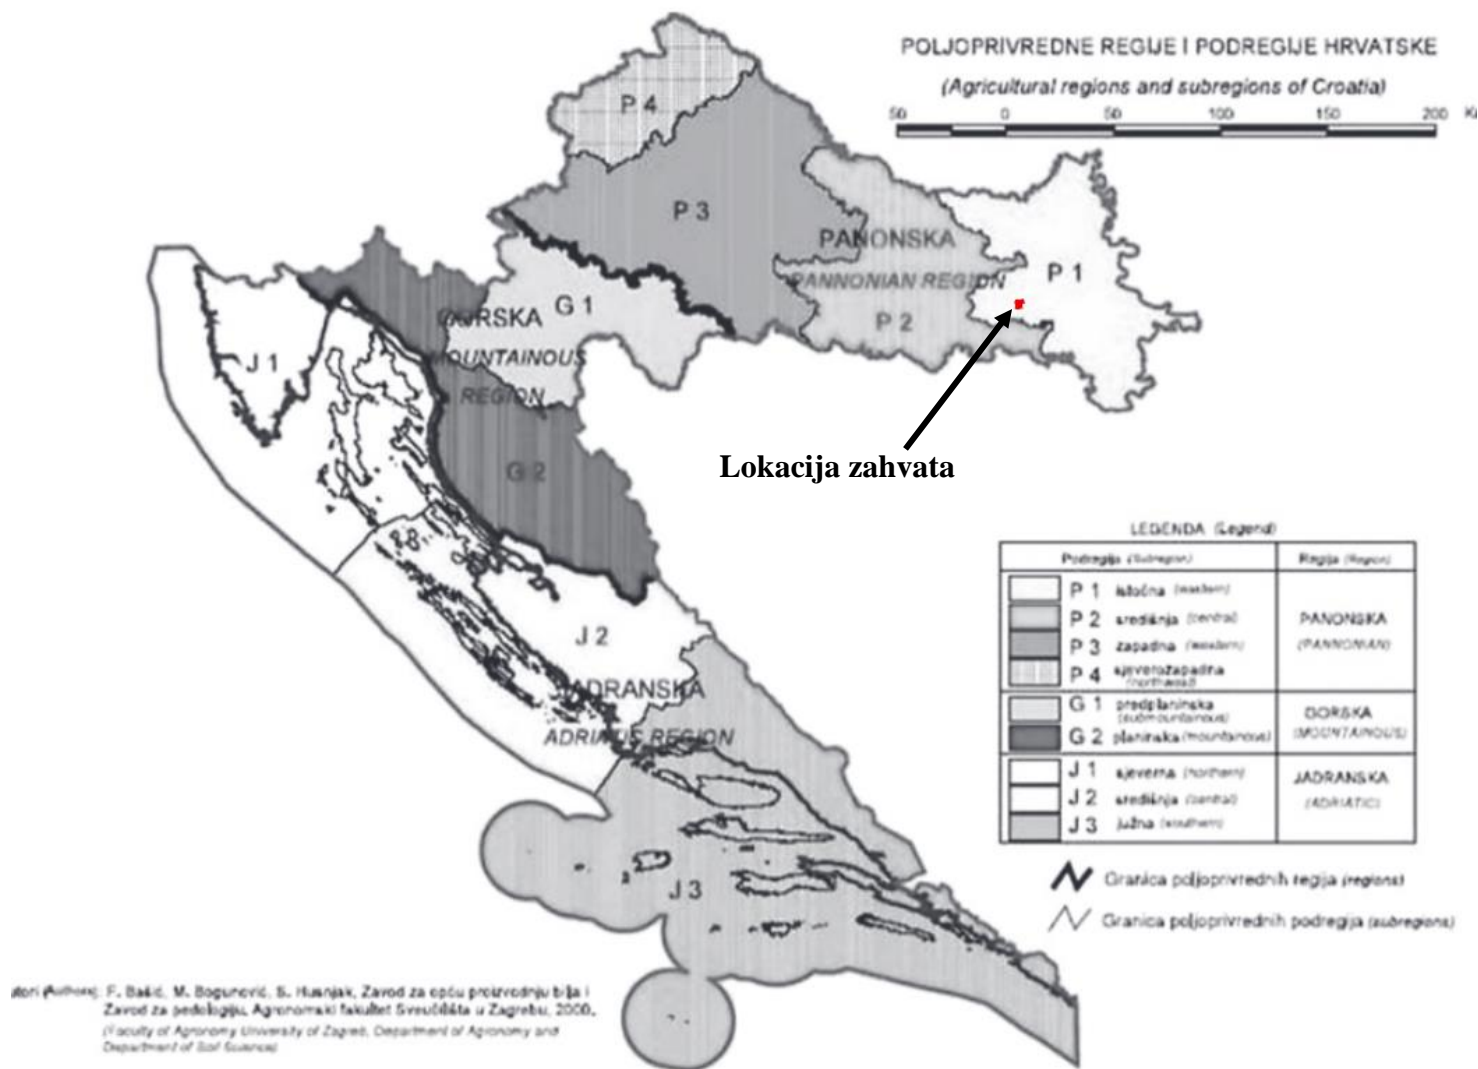 POLJOPRIVREDNE REGIJE I PODREGIJE HRVATSKE
(Agricultural regions and subregions of Croatia)
50 0 50 100 150 200
P 4
P 3
PANONSKA
PANNONIAN REGION
P 1
P 2
G 1
GORSKA
MOUNTAINOUS
REGION
J 1
G 2
Lokacija zahvata
J 2
JADRANSKA
REGION
J 3
LEGENDA (Legend)
Podregija (Subregion) Regija (Region)
P 1 istočna
P 2 središnja (central) PANONSKA
P 3 zapadna (western) (PANNONIAN)
P 4 sjeverozapadna
G 1 predplaninska GORSKA
(submountainous)
G 2 planinska (mountainous) (MOUNTAINOUS)
J 1 sjeverna (northern) JADRANSKA
J 2 središnja (central) (ADRIATIC)
J 3 južna (southern)
Granica poljoprivrednih regija (regions)
Granica poljoprivrednih podregija (subregions)
(Authors): F. Bašić, M. Bogunović, S. Husnjak, Zavod za opću proizvodnju bilja i
Zavod za pedologiju, Agronomski fakultet Sveučilišta u Zagrebu, 2000.
(Faculty of Agronomy University of Zagreb, Department of Agronomy and
Department of Soil Science)